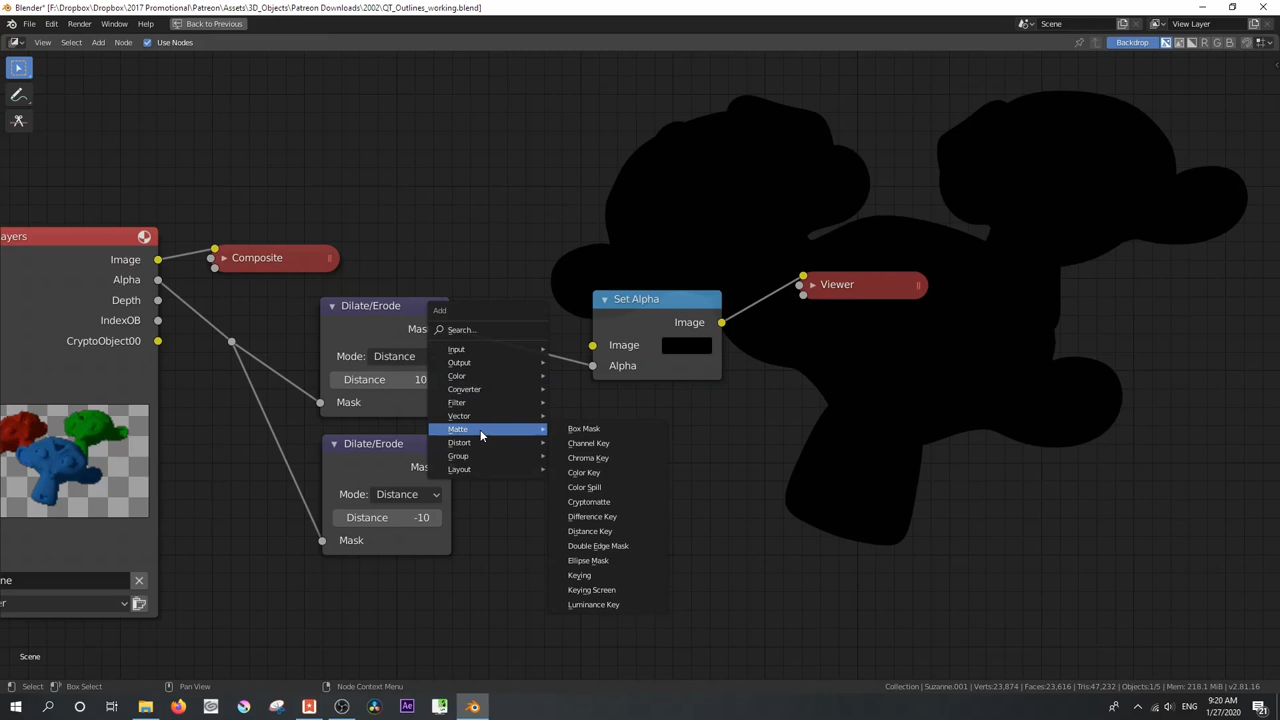 Blender* [F:\Dropbox\Dropbox\2017 Promotional\Patreon\Assets\3D_Objects\Patreon Downloads\2002\QT_Outlines_working.blend]
File Edit Render Window Help Back to Previous Scene View Layer
View Select Add Node Use Nodes Backdrop R G B
ayers
Image
Alpha
Depth
IndexOB
CryptoObject00
ne
er
Composite
Dilate/Erode
Mas
Mode: Distance
Distance 10
Mask
Dilate/Erode
Mas
Mode: Distance
Distance -10
Mask
Add
Search...
Input
Output
Color
Converter
Filter
Vector
Matte
Distort
Group
Layout
Box Mask
Channel Key
Chroma Key
Color Key
Color Spill
Cryptomatte
Difference Key
Distance Key
Double Edge Mask
Ellipse Mask
Keying
Keying Screen
Luminance Key
Set Alpha
Image
Image
Alpha
Viewer
Scene
Select Box Select Pan View Node Context Menu Collection | Suzanne.001 | Verts:23,874 | Faces:23,616 | Tris:47,232 | Objects:1/5 | Mem: 218.1 MiB | v2.81.16
Ae ENG 9:20 AM
1/27/2020 21